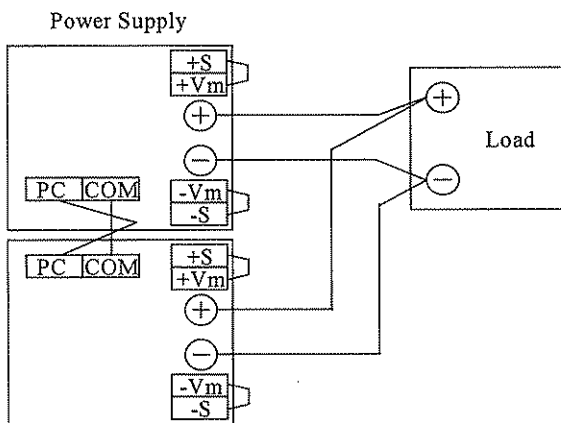 Power Supply
+S
+Vm
+
−
-Vm
-S
PC COM
+
Load
−
PC COM
+S
+Vm
+
−
-Vm
-S